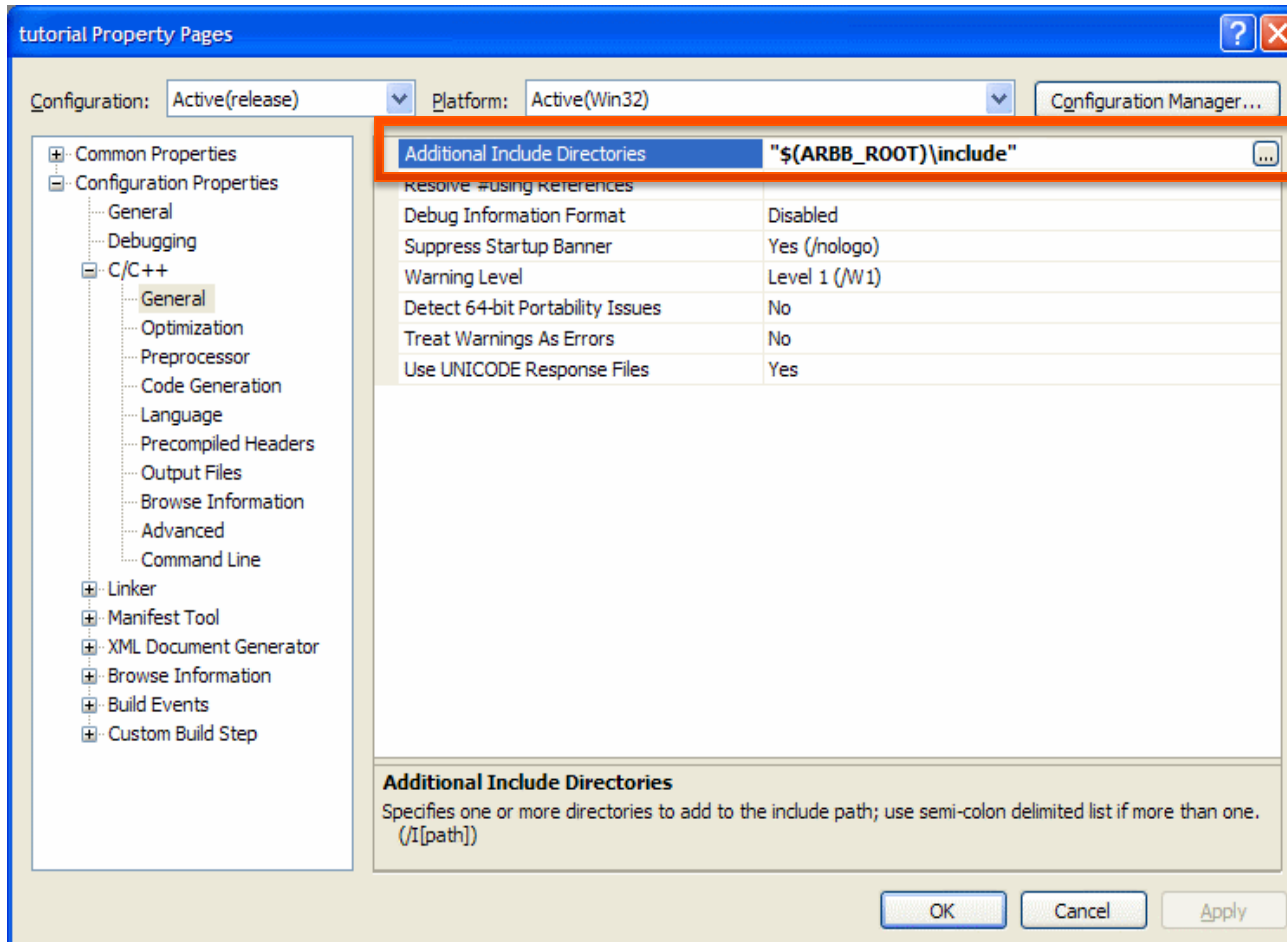 tutorial Property Pages
Configuration: Active(release) Platform: Active(Win32) Configuration Manager...
Common Properties
Configuration Properties
General
Debugging
C/C++
General
Optimization
Preprocessor
Code Generation
Language
Precompiled Headers
Output Files
Browse Information
Advanced
Command Line
Linker
Manifest Tool
XML Document Generator
Browse Information
Build Events
Custom Build Step
Additional Include Directories "$(ARBB_ROOT)\include" ...
Resolve #using References
Debug Information Format Disabled
Suppress Startup Banner Yes (/nologo)
Warning Level Level 1 (/W1)
Detect 64-bit Portability Issues No
Treat Warnings As Errors No
Use UNICODE Response Files Yes
Additional Include Directories
Specifies one or more directories to add to the include path; use semi-colon delimited list if more than one.
(/I[path])
OK Cancel Apply